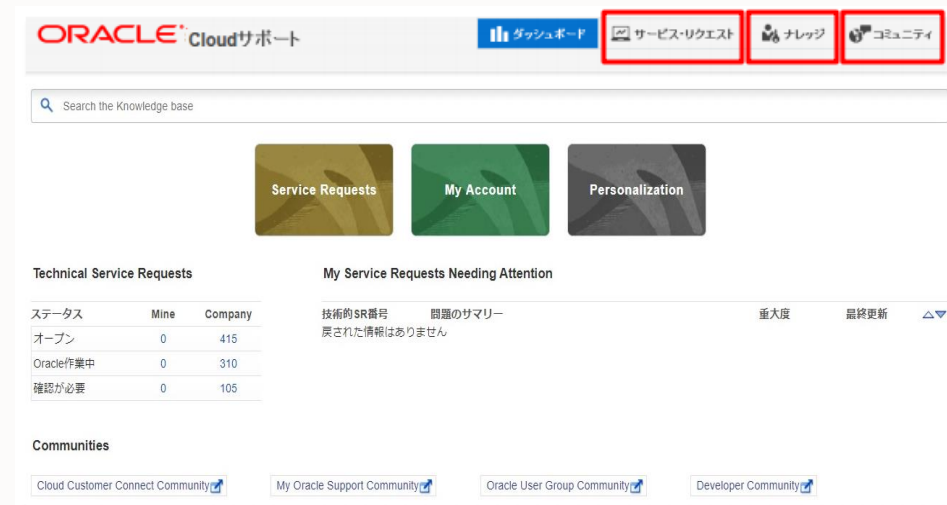 ORACLE Cloudサポート
ダッシュボード サービス・リクエスト ナレッジ コミュニティ
Search the Knowledge base
Service Requests My Account Personalization
Technical Service Requests My Service Requests Needing Attention
ステータス Mine Company 技術的SR番号 問題のサマリー 重大度 最終更新
オープン 0 415 戻された情報はありません
Oracle作業中 0 310
確認が必要 0 105
Communities
Cloud Customer Connect Community My Oracle Support Community Oracle User Group Community Developer Community